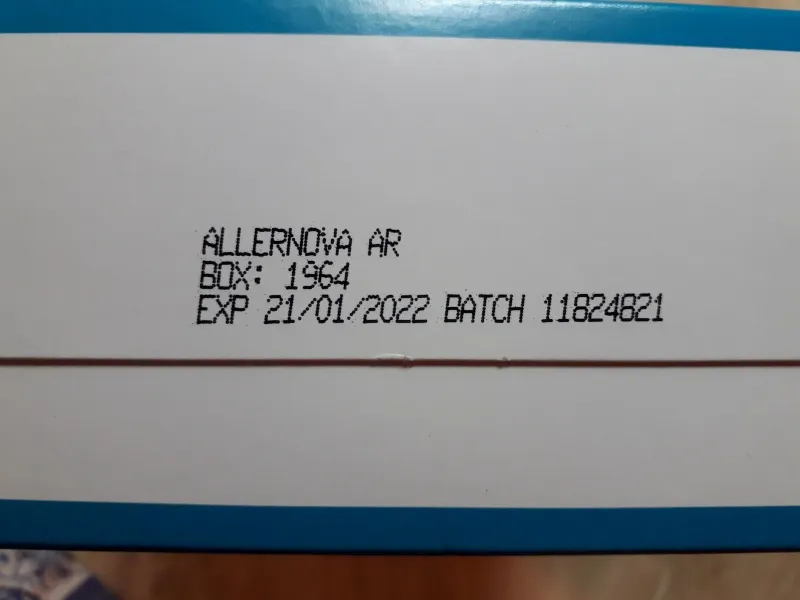 ALLERNOVA AR
BOX: 1964
EXP 21/01/2022 BATCH 11824821